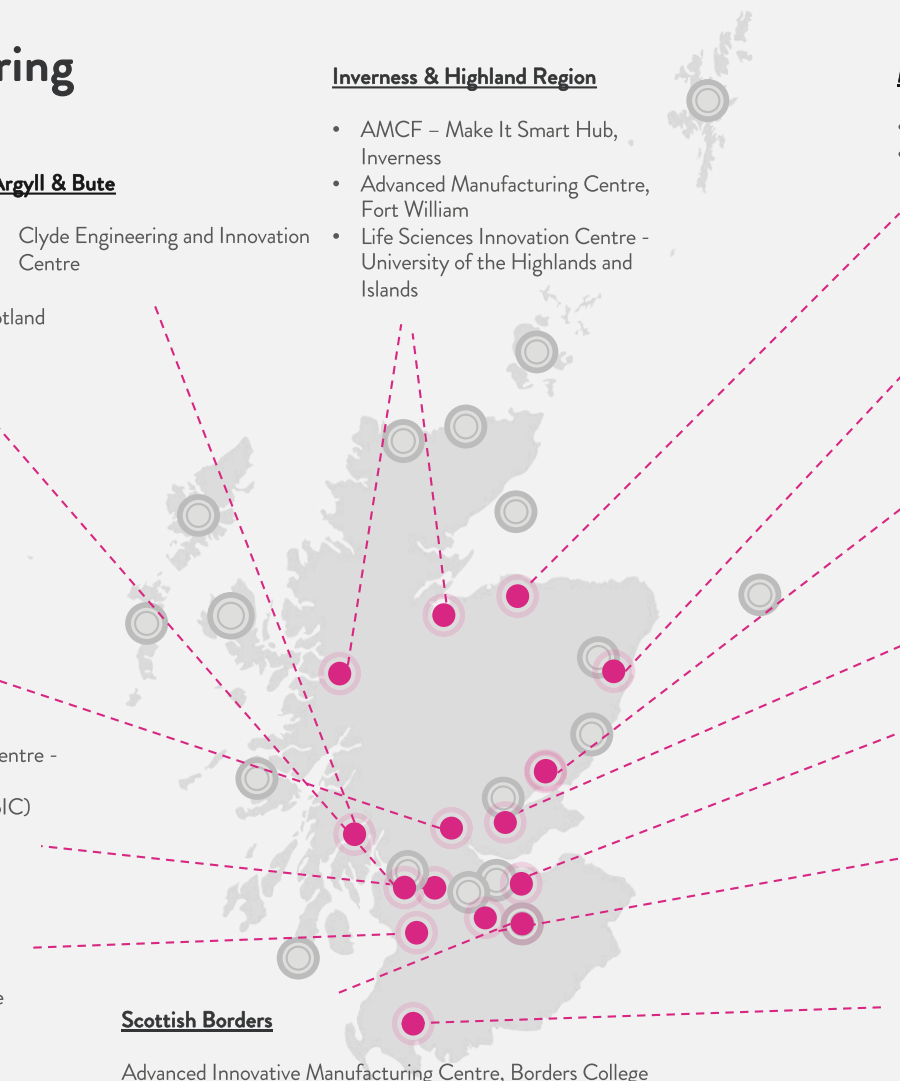 ring
Inverness & Highland Region
• AMCF – Make It Smart Hub,
Inverness
• Advanced Manufacturing Centre,
Fort William
• Life Sciences Innovation Centre -
University of the Highlands and
Islands
Argyll & Bute
Clyde Engineering and Innovation
Centre
otland
entre -
IC)
e
Scottish Borders
Advanced Innovative Manufacturing Centre, Borders College